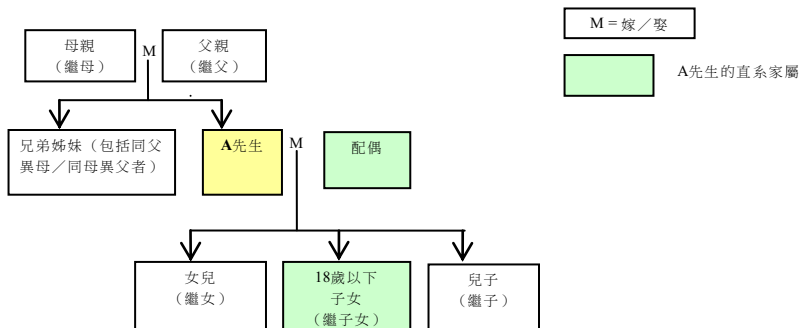 M = 嫁／娶
A先生的直系家屬
母親
（繼母）
M
父親
（繼父）
兄弟姊妹（包括同父
異母／同母異父者）
A先生
M
配偶
女兒
（繼女）
18歲以下
子女
（繼子女）
兒子
（繼子）